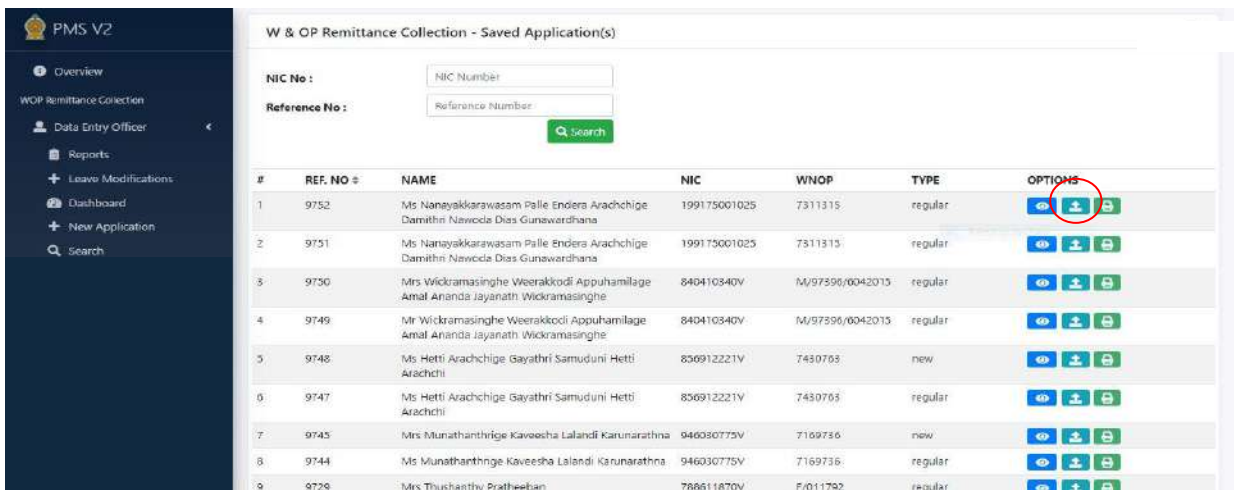 PMS V2
Overview
WOP Remittance Collection
Data Entry Officer
Reports
Leave Modifications
Dashboard
New Application
Search
W & OP Remittance Collection - Saved Application(s)
NIC No :
NIC Number
Reference No :
Reference Number
Search
# REF. NO NAME NIC WNOP TYPE OPTIONS
1 9752 Ms Nanayakkarawasam Palle Endera Arachchige 199175001025 7311315 regular
Damithri Nawoda Dias Gunawardhana
2 9751 Ms Nanayakkarawasam Palle Endera Arachchige 199175001025 7311315 regular
Damithri Nawoda Dias Gunawardhana
3 9750 Mrs Wickramasinghe Weerakkodi Appuhamilage 840410340V M/97396/6042015 regular
Amal Ananda Jayanath Wickramasinghe
4 9749 Mr Wickramasinghe Weerakkodi Appuhamilage 840410340V M/97396/6042015 regular
Amal Ananda Jayanath Wickramasinghe
5 9748 Ms Hetti Arachchige Gayathri Samuduni Hetti 856912221V 7430763 new
Arachchi
6 9747 Ms Hetti Arachchige Gayathri Samuduni Hetti 856912221V 7430763 regular
Arachchi
7 9745 Mrs Munathanthrige Kaveesha Lalandi Karunarathna 946030775V 7169736 new
8 9744 Ms Munathanthrige Kaveesha Lalandi Karunarathna 946030775V 7169736 regular
9 9729 Mrs Thushanthy Pratheeban 788611870V F/011792 regular